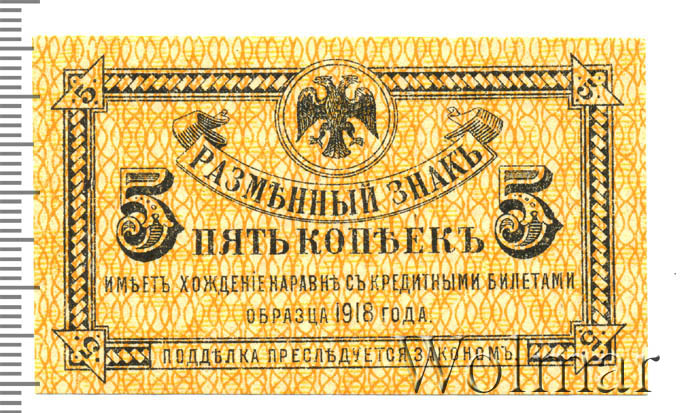 5 5
РАЗМѢННЫЙ ЗНАКЪ
5 ПЯТЬ КОПѢЕКЪ 5
ИМѢЕТЪ ХОЖДЕНІЕ НАРАВНѢ СЪ КРЕДИТНЫМИ БИЛЕТАМИ
ОБРАЗЦА 1918 ГОДА.
5 5
ПОДДѢЛКА ПРЕСЛѢДУЕТСЯ ЗАКОНОМЪ.
Wolmar